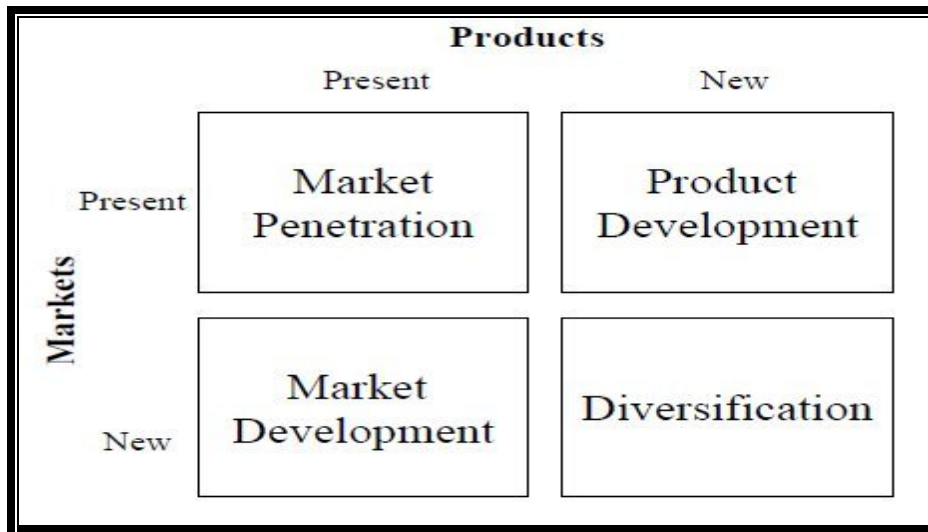 Products
Present
New
Present
Market
Penetration
Product
Development
Markets
New
Market
Development
Diversification